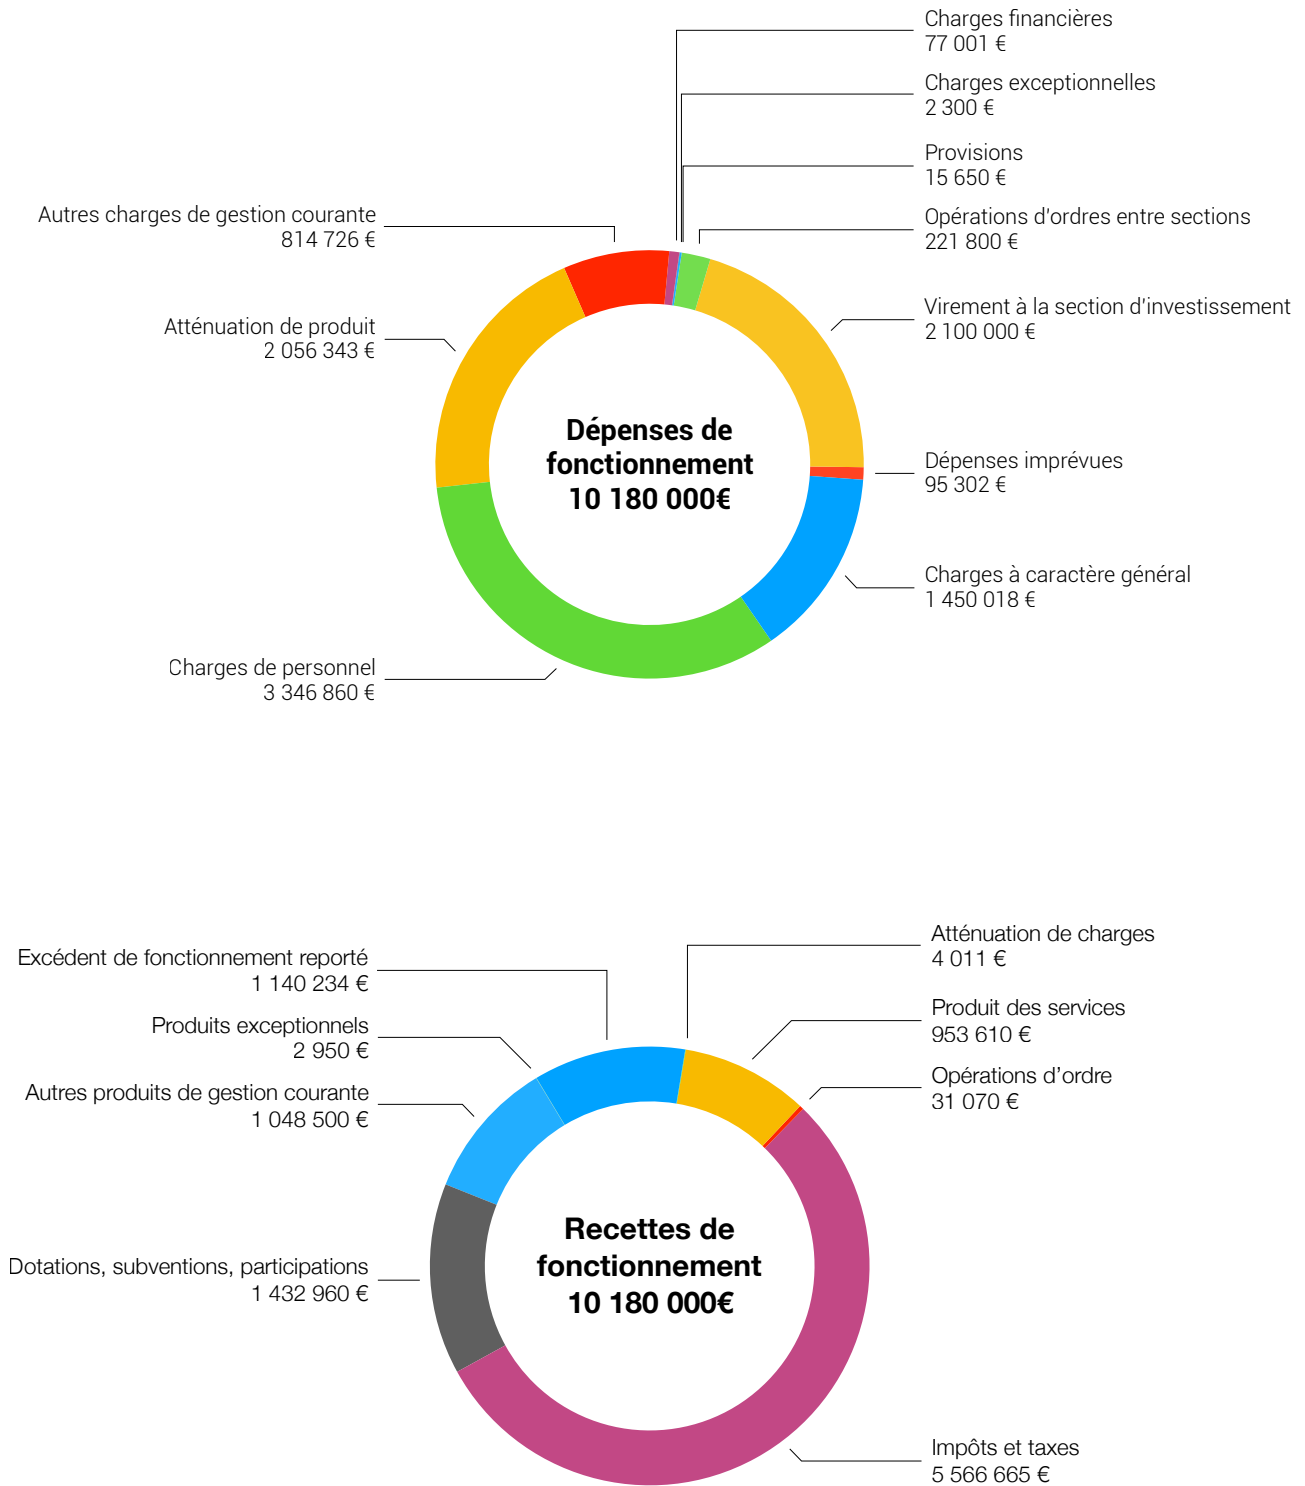 Charges financières
77 001 €
Charges exceptionnelles
2 300 €
Provisions
15 650 €
Autres charges de gestion courante
814 726 €
Opérations d'ordres entre sections
221 800 €
Virement à la section d'investissement
2 100 000 €
Atténuation de produit
2 056 343 €
Dépenses de
fonctionnement
10 180 000€
Dépenses imprévues
95 302 €
Charges à caractère général
1 450 018 €
Charges de personnel
3 346 860 €
Atténuation de charges
4 011 €
Excédent de fonctionnement reporté
1 140 234 €
Produit des services
953 610 €
Produits exceptionnels
2 950 €
Opérations d’ordre
31 070 €
Autres produits de gestion courante
1 048 500 €
Recettes de
fonctionnement
10 180 000€
Dotations, subventions, participations
1 432 960 €
Impôts et taxes
5 566 665 €